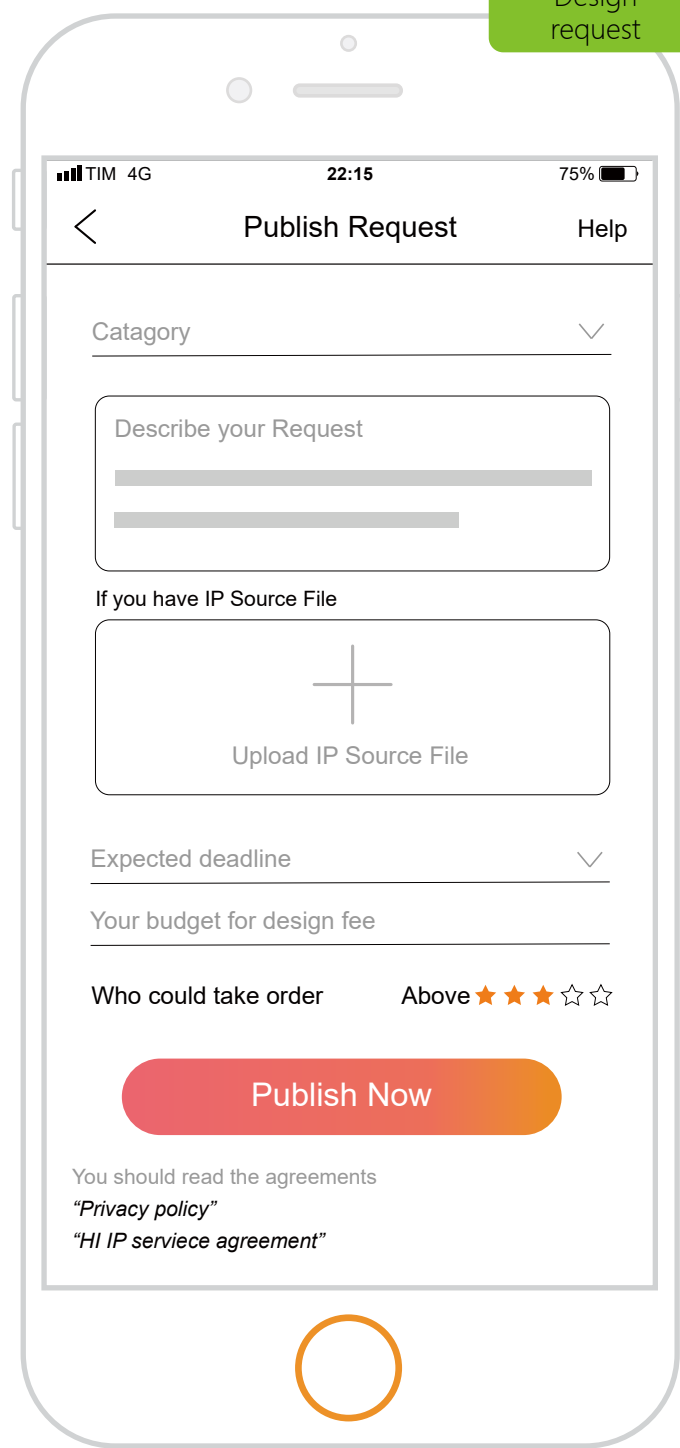 Design
request
TIM 4G 22:15 75%
Publish Request Help
Catagory
Describe your Request
If you have IP Source File
Upload IP Source File
Expected deadline
Your budget for design fee
Who could take order Above
Publish Now
You should read the agreements
“Privacy policy”
“HI IP serviece agreement”